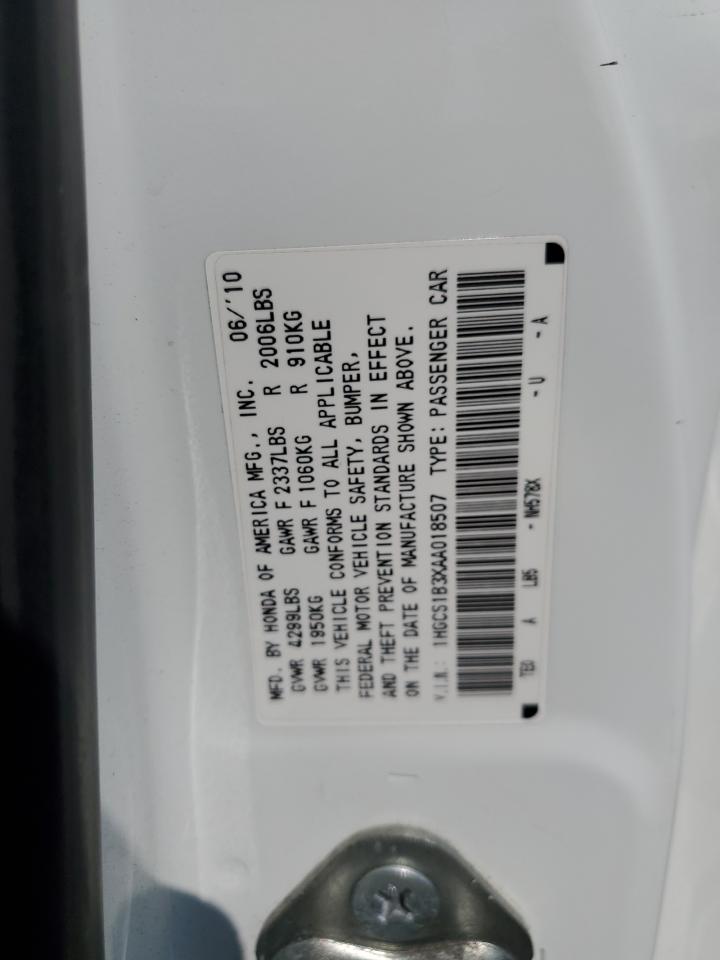 MFD. BY HONDA OF AMERICA MFG., INC. 06/'10
GVWR 4299LBS GAWR F 2337LBS R 2006LBS
GVWR 1950KG GAWR F 1060KG R 910KG
THIS VEHICLE CONFORMS TO ALL APPLICABLE
FEDERAL MOTOR VEHICLE SAFETY, BUMPER,
AND THEFT PREVENTION STANDARDS IN EFFECT
ON THE DATE OF MANUFACTURE SHOWN ABOVE.
V.I.N.: 1HGCS1B3XAA018507 TYPE: PASSENGER CAR
TE0 A LB5 - NH578X - U - A